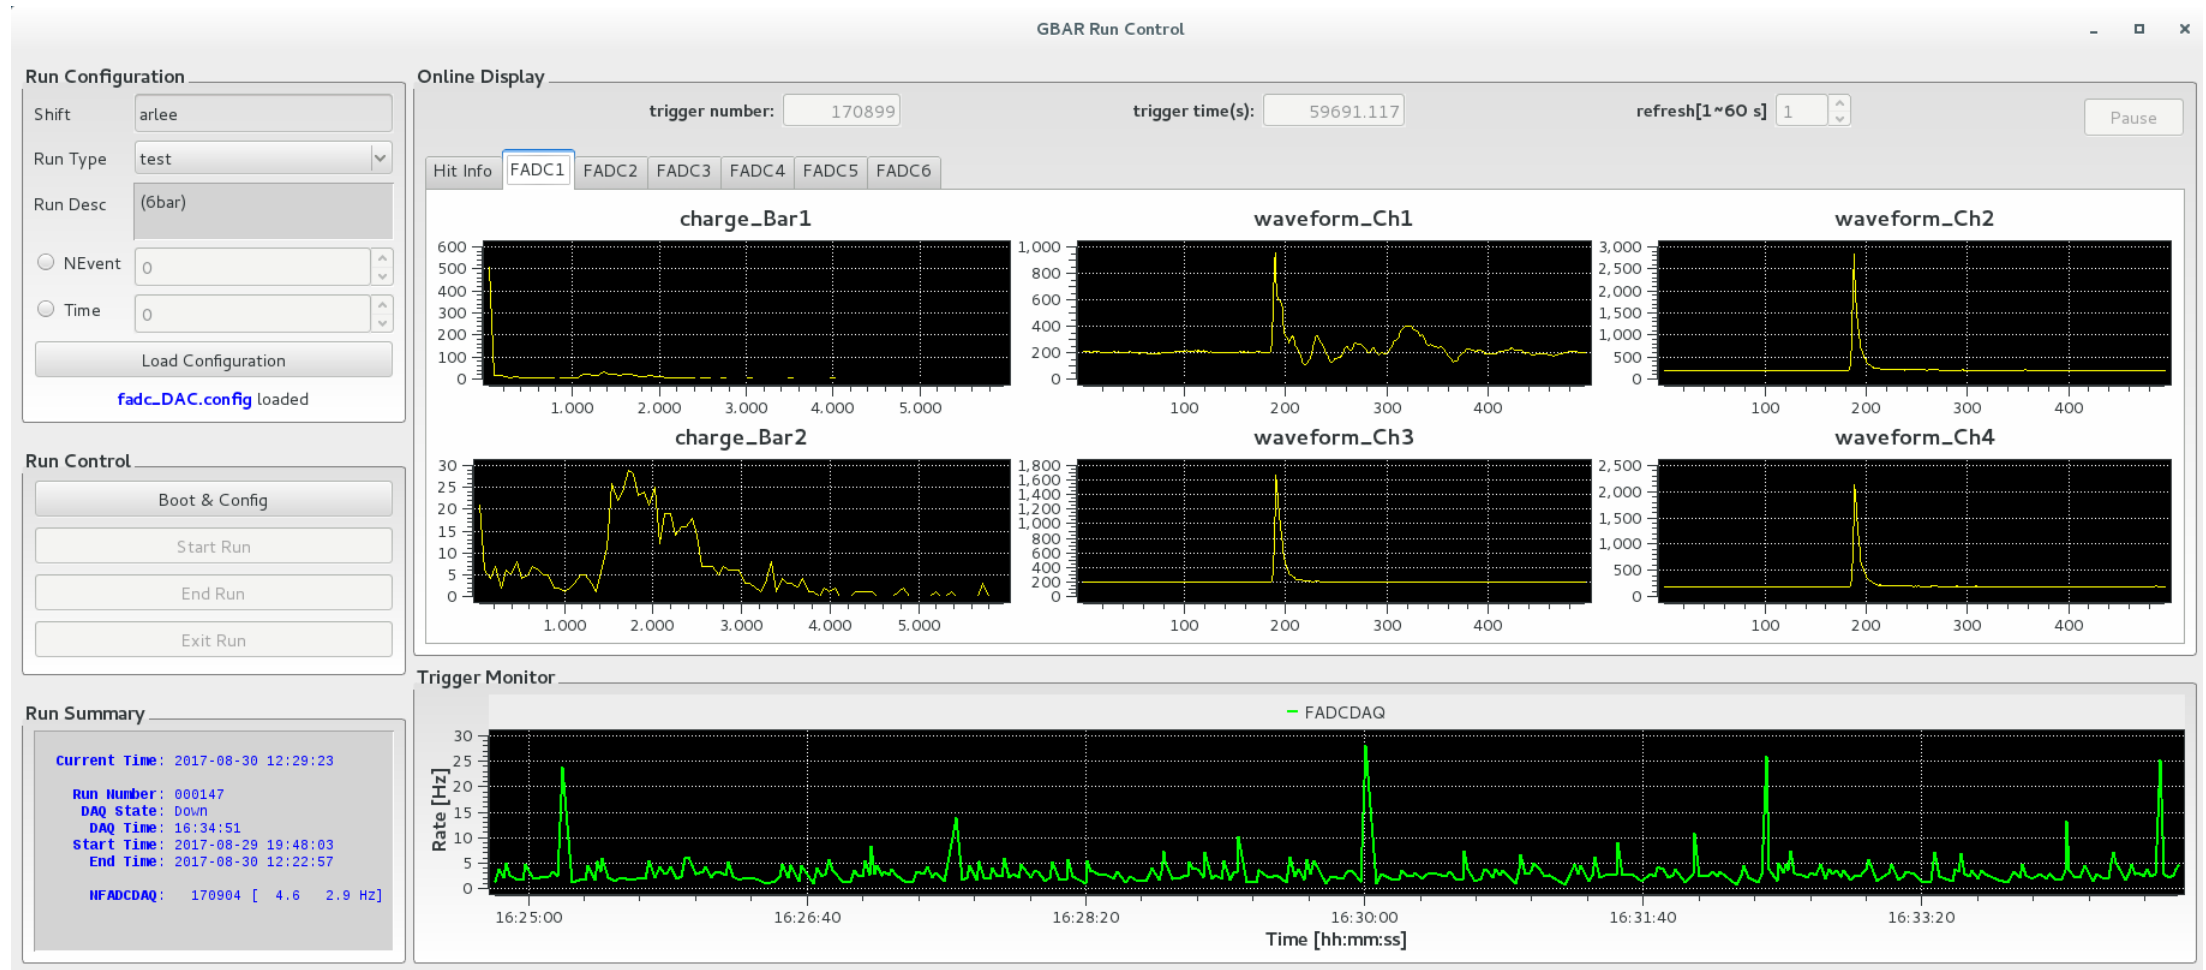 GBAR Run Control
Run Configuration
Shift arlee
Run Type test
Run Desc (6bar)
NEvent 0
Time 0
Load Configuration
fadc_DAC.config loaded
Run Control
Boot & Config
Start Run
End Run
Exit Run
Run Summary
Current Time: 2017-08-30 12:29:23
Run Number: 000147
DAQ State: Down
DAQ Time: 16:34:51
Start Time: 2017-08-29 19:48:03
End Time: 2017-08-30 12:22:57
NFADCDAQ: 170904 [ 4.6 2.9 Hz]
Online Display
trigger number: 170899 trigger time(s): 59691.117 refresh[1~60 s] 1 Pause
Hit Info FADC1 FADC2 FADC3 FADC4 FADC5 FADC6
charge_Bar1
600
500
400
300
200
100
0
1.000 2.000 3.000 4.000 5.000
waveform_Ch1
1,000
800
600
400
200
0
100 200 300 400
waveform_Ch2
3,000
2,500
2,000
1,500
1,000
500
0
100 200 300 400
charge_Bar2
30
25
20
15
10
5
0
1.000 2.000 3.000 4.000 5.000
waveform_Ch3
1,800
1,600
1,400
1,200
1,000
800
600
400
200
0
100 200 300 400
waveform_Ch4
2,500
2,000
1,500
1,000
500
0
100 200 300 400
Trigger Monitor
FADCDAQ
Rate [Hz]
30
25
20
15
10
5
0
16:25:00 16:26:40 16:28:20 16:30:00 16:31:40 16:33:20
Time [hh:mm:ss]